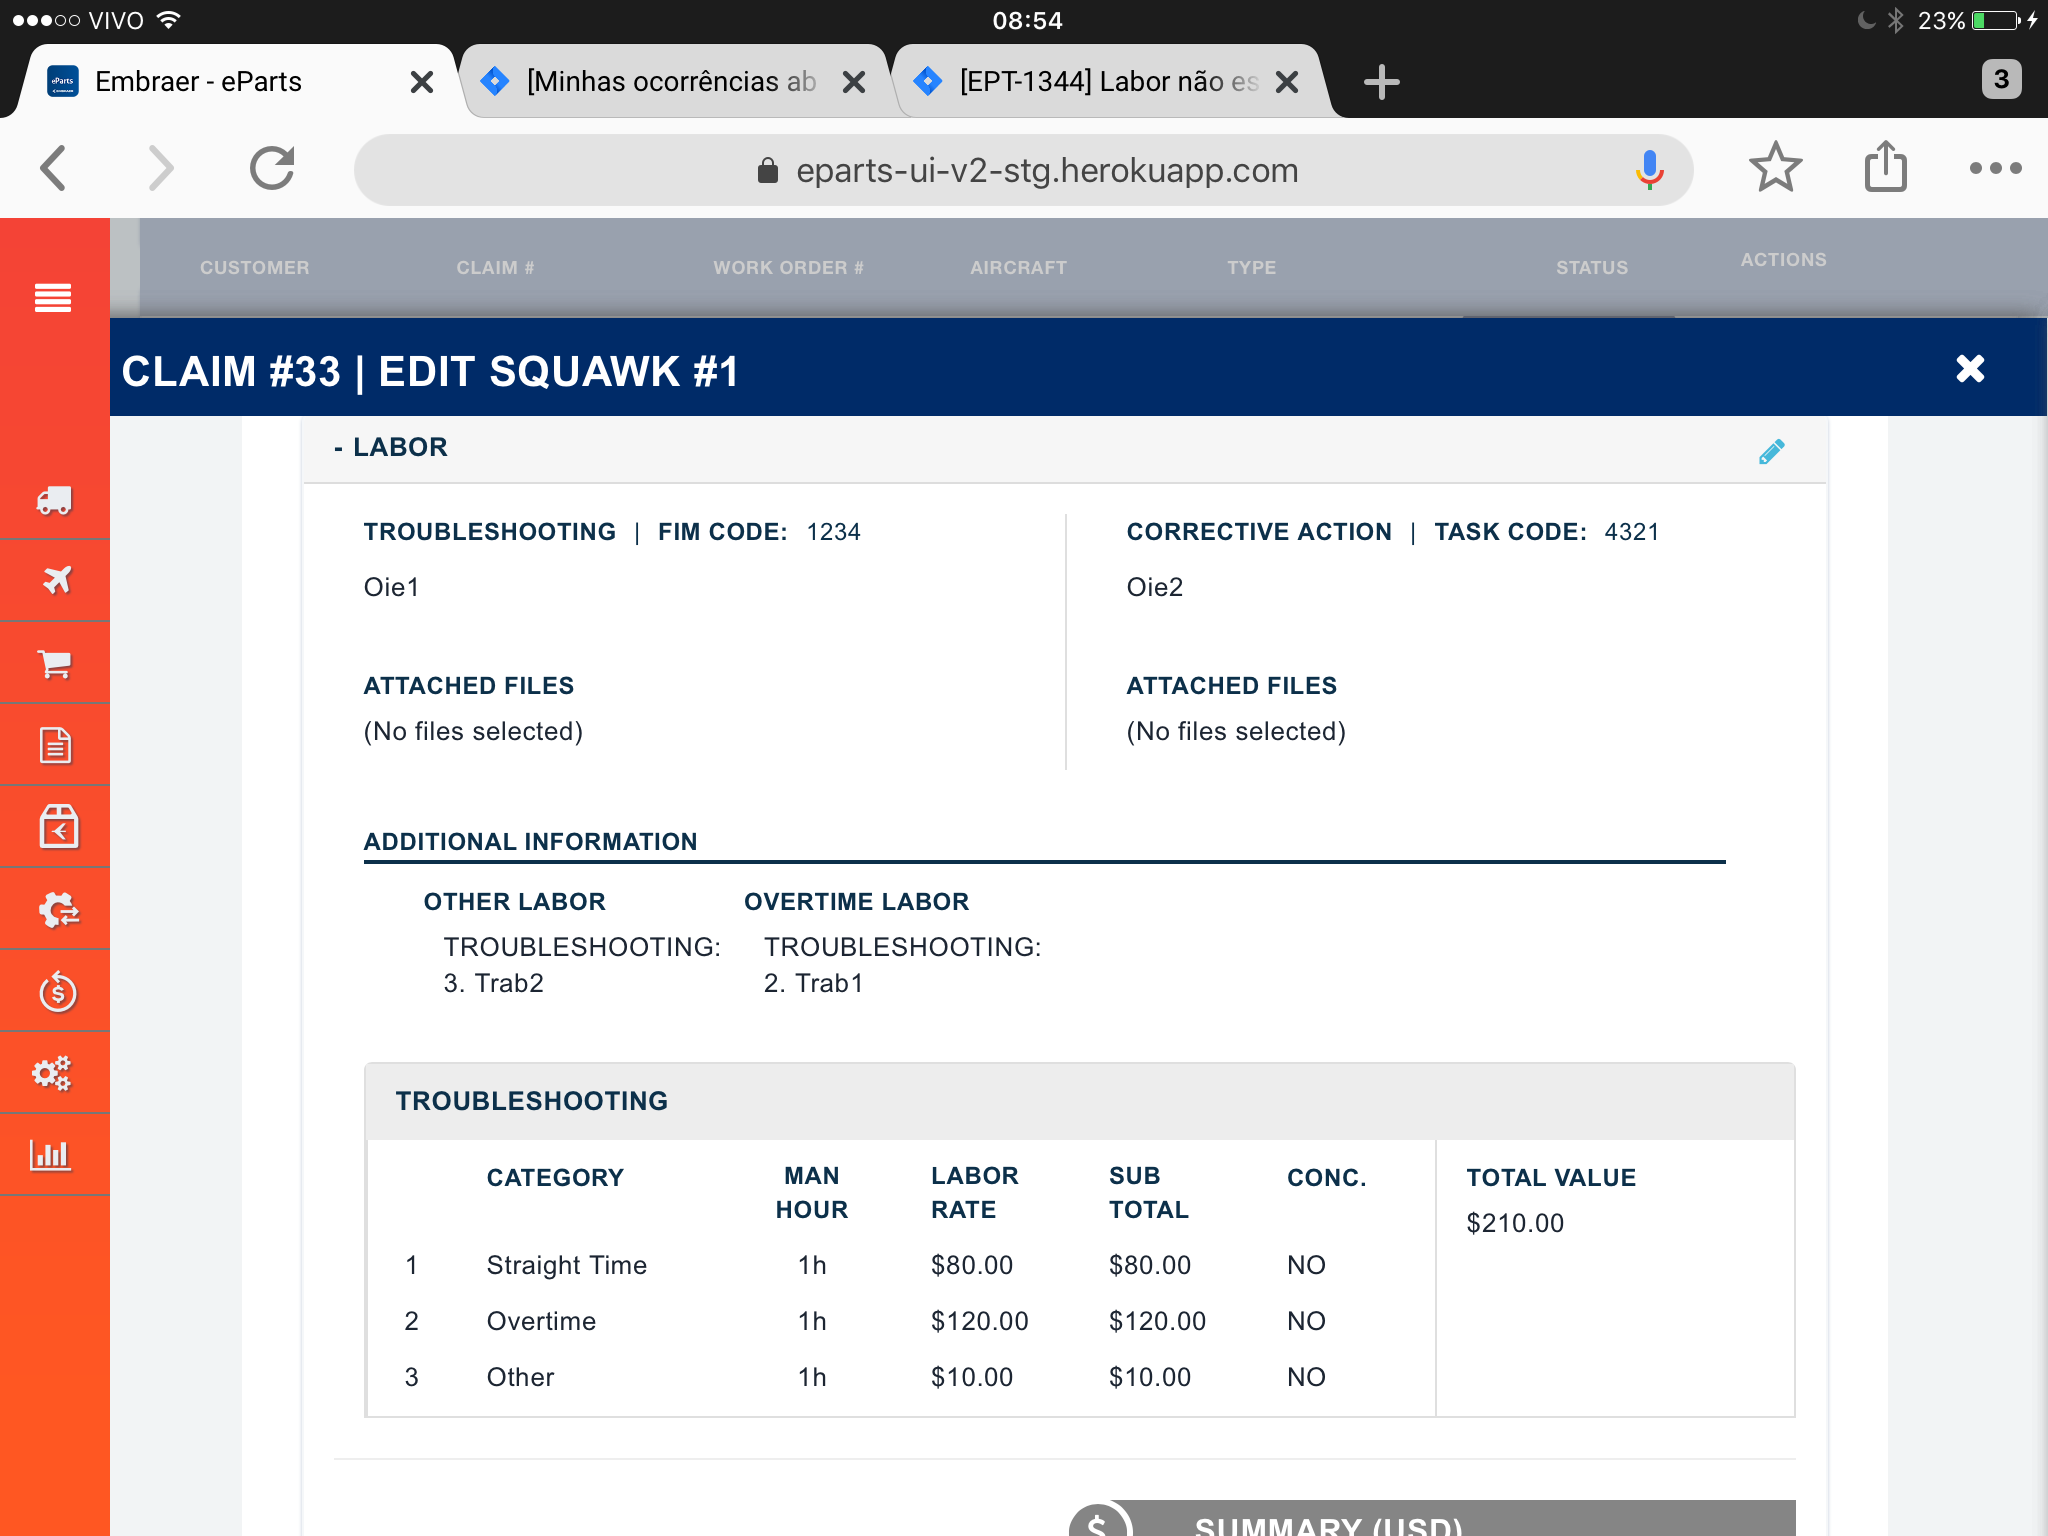 VIVO
08:54
23%
eParts
Embraer - eParts
[Minhas ocorrências ab
[EPT-1344] Labor não es
3
eparts-ui-v2-stg.herokuapp.com
CUSTOMER CLAIM # WORK ORDER # AIRCRAFT TYPE STATUS ACTIONS
CLAIM #33 | EDIT SQUAWK #1
- LABOR
TROUBLESHOOTING | FIM CODE: 1234
Oie1
ATTACHED FILES
(No files selected)
CORRECTIVE ACTION | TASK CODE: 4321
Oie2
ATTACHED FILES
(No files selected)
ADDITIONAL INFORMATION
OTHER LABOR
TROUBLESHOOTING:
3. Trab2
OVERTIME LABOR
TROUBLESHOOTING:
2. Trab1
TROUBLESHOOTING
CATEGORY MAN HOUR LABOR RATE SUB TOTAL CONC.
1 Straight Time 1h $80.00 $80.00 NO
2 Overtime 1h $120.00 $120.00 NO
3 Other 1h $10.00 $10.00 NO
TOTAL VALUE
$210.00
$ SUMMARY (USD)